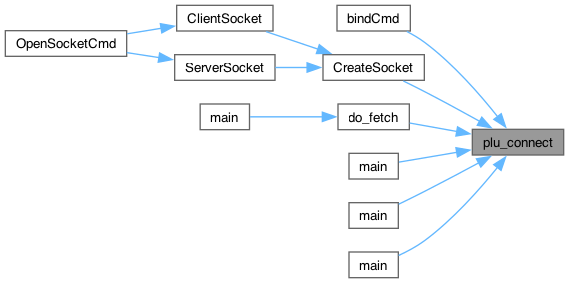 ClientSocket
bindCmd
OpenSocketCmd
ServerSocket
CreateSocket
main
do_fetch
plu_connect
main
main
main